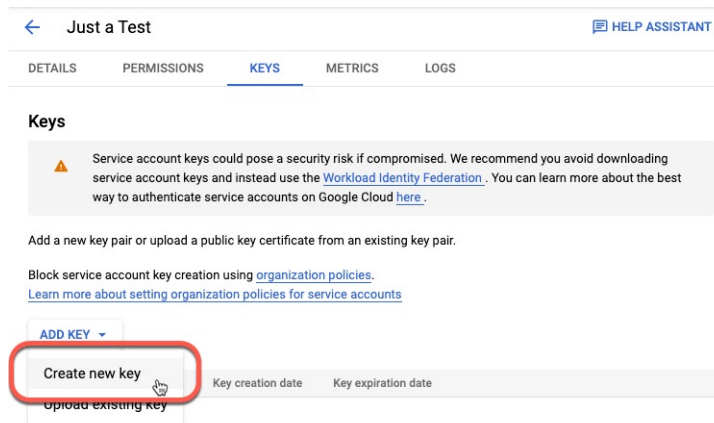 Just a Test
HELP ASSISTANT
DETAILS PERMISSIONS KEYS METRICS LOGS
Keys
Service account keys could pose a security risk if compromised. We recommend you avoid downloading
service account keys and instead use the Workload Identity Federation . You can learn more about the best
way to authenticate service accounts on Google Cloud here .
Add a new key pair or upload a public key certificate from an existing key pair.
Block service account key creation using organization policies.
Learn more about setting organization policies for service accounts
ADD KEY
Create new key
Key creation date Key expiration date
Upload existing key